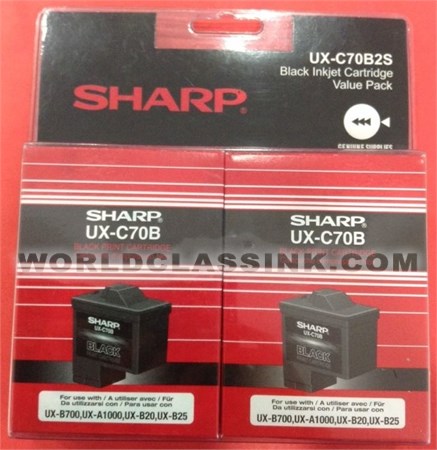 UX-C70B2S
Black Inkjet Cartridge
Value Pack
SHARP
GENUINE SUPPLIES
SHARP
UX-C70B
BLACK PRINT CARTRIDGE
SHARP
UX-C70B
WORLDCLASSINK.COM
SHARP
UX-C70B
BLACK
For use with / A utiliser avec / Für
Da utilizzarsi con / Para usar con
UX-B700,UX-A1000,UX-B20,UX-B25
SHARP
UX-C70B
BLACK
For use with / A utiliser avec / Für
Da utilizzarsi con / Para usar con
UX-B700,UX-A1000,UX-B20,UX-B25